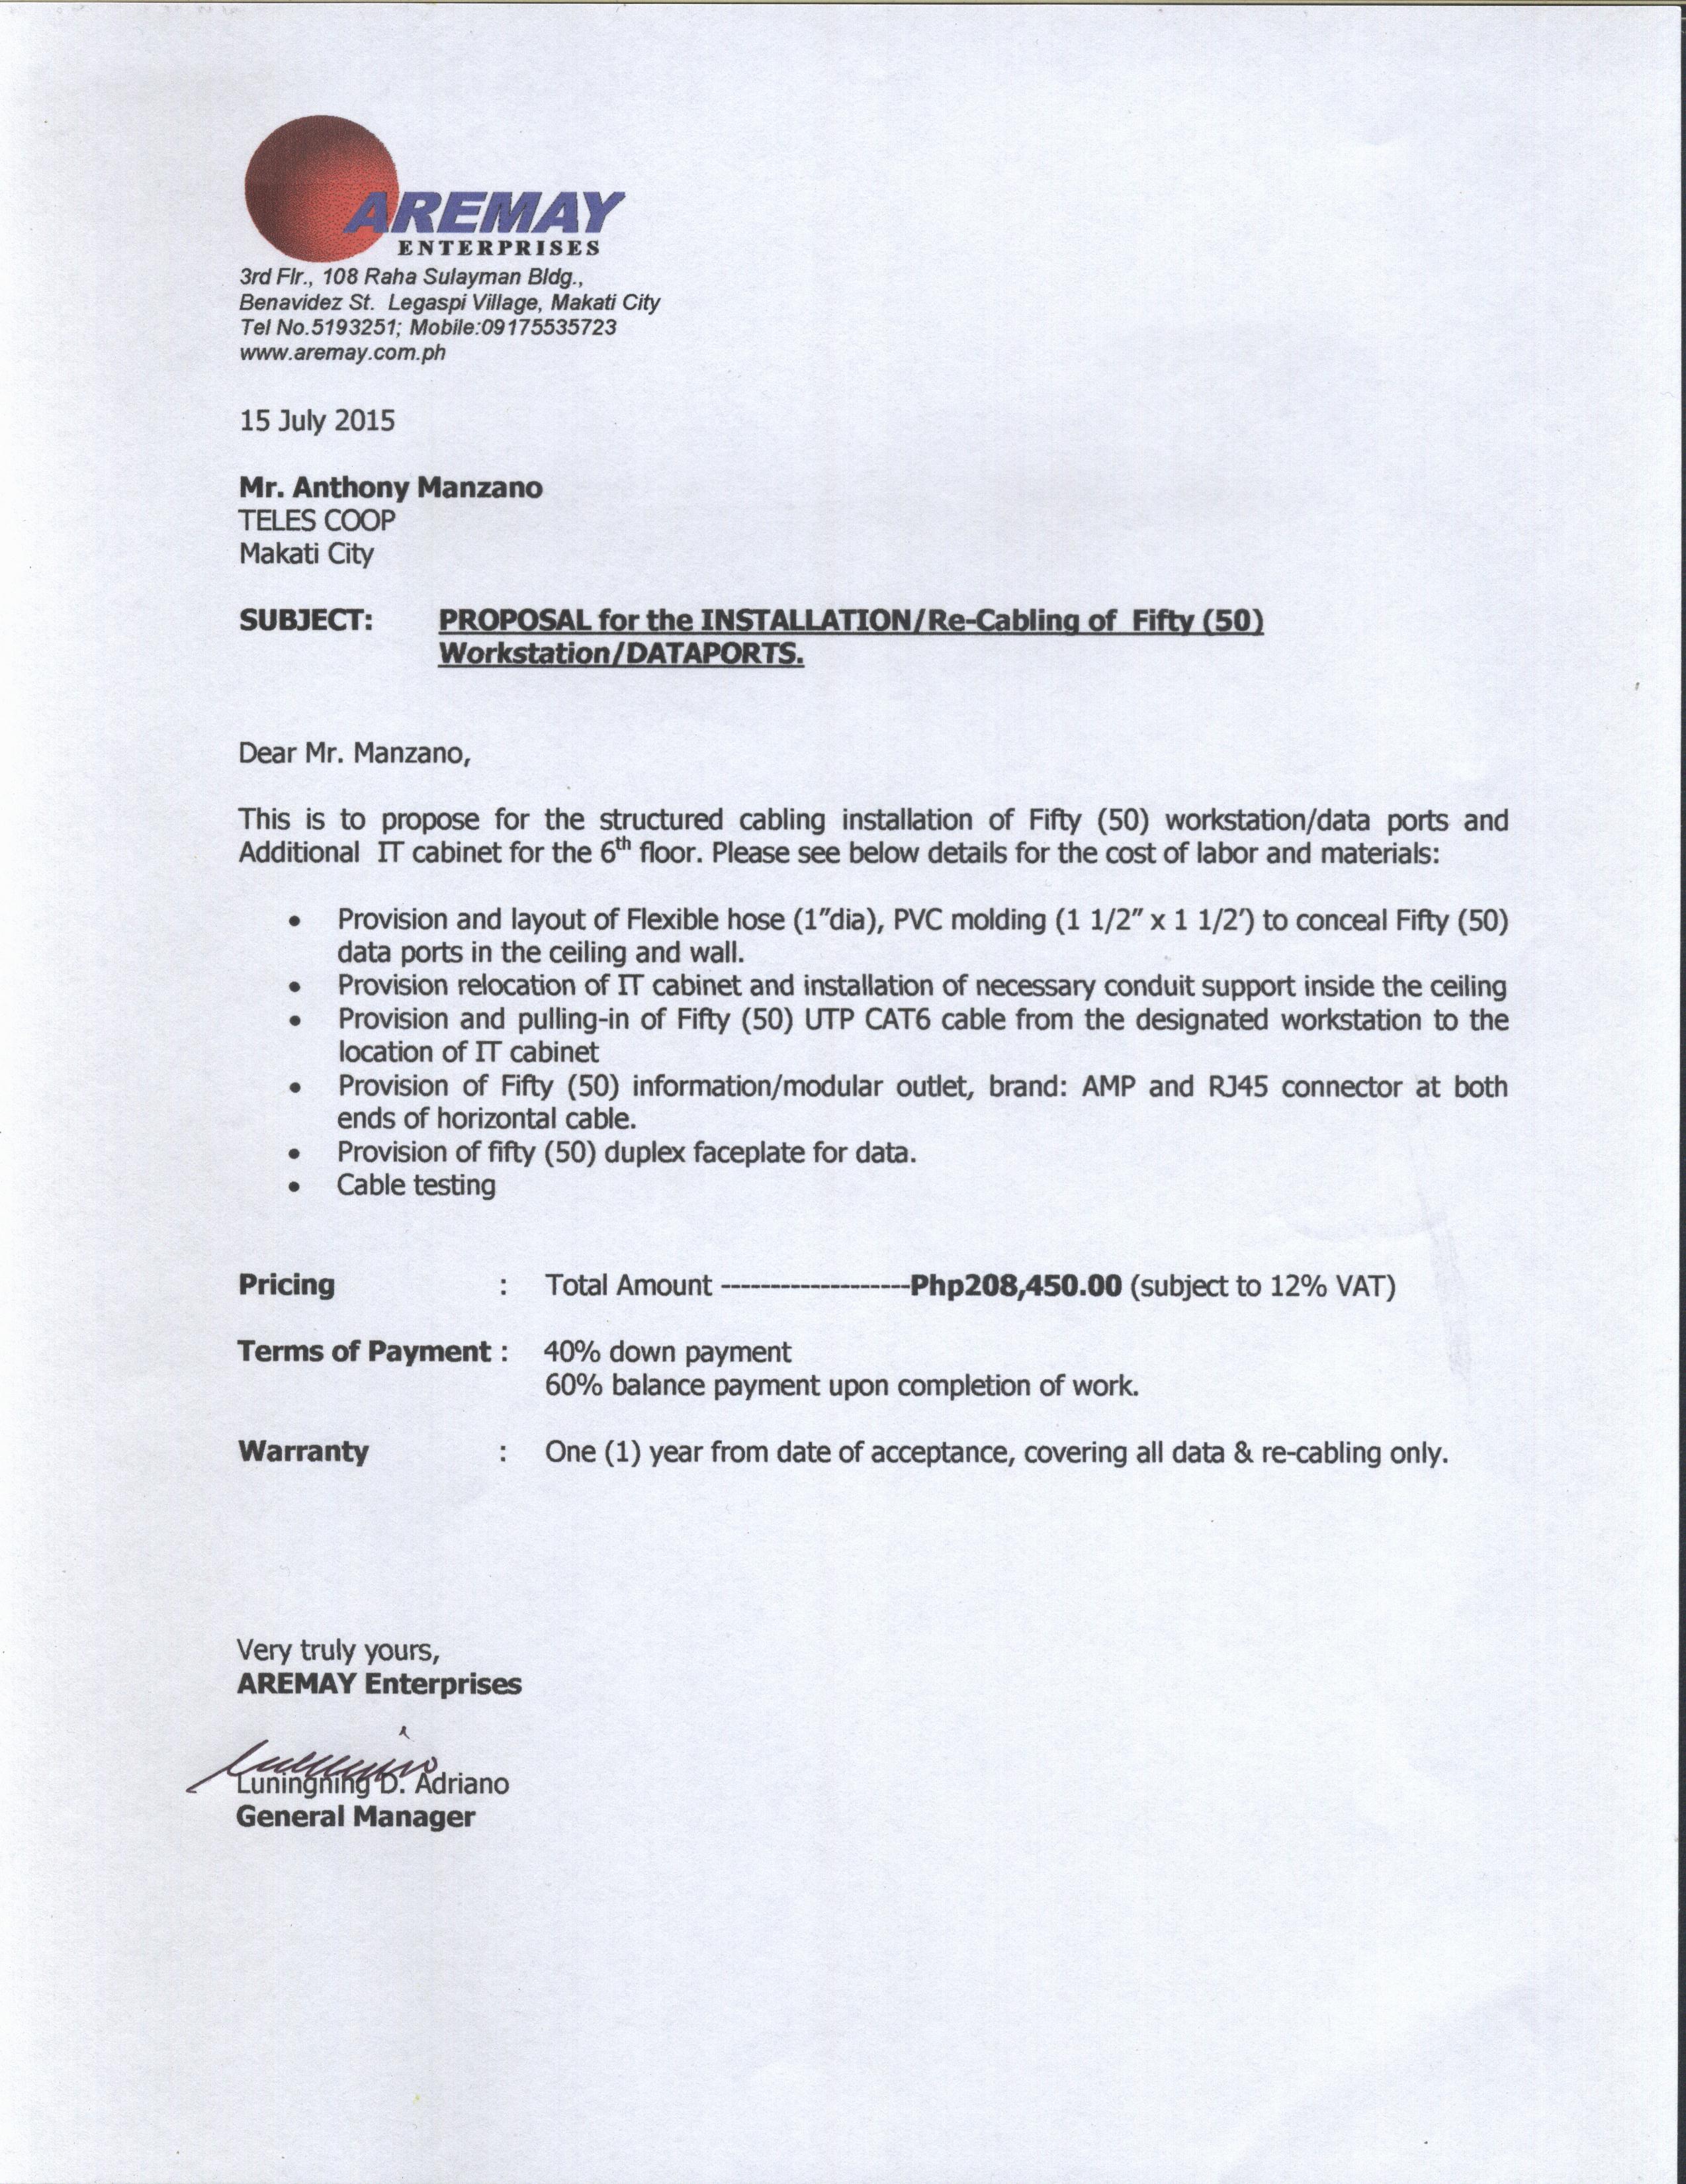 AREMAY
ENTERPRISES
3rd Flr., 108 Raha Sulayman Bldg.,
Benavidez St.  Legaspi Village, Makati City
Tel No.5193251; Mobile:09175535723
www.aremay.com.ph
15 July 2015
Mr. Anthony Manzano
TELES COOP
Makati City
SUBJECT: PROPOSAL for the INSTALLATION/Re-Cabling of  Fifty (50)
Workstation/DATAPORTS.
Dear Mr. Manzano,
This is to propose for the structured cabling installation of Fifty (50) workstation/data ports and
Additional  IT cabinet for the 6th floor. Please see below details for the cost of labor and materials:
• Provision and layout of Flexible hose (1”dia), PVC molding (1 1/2” x 1 1/2’) to conceal Fifty (50)
data ports in the ceiling and wall.
• Provision relocation of IT cabinet and installation of necessary conduit support inside the ceiling
• Provision and pulling-in of Fifty (50) UTP CAT6 cable from the designated workstation to the
location of IT cabinet
• Provision of Fifty (50) information/modular outlet, brand: AMP and RJ45 connector at both
ends of horizontal cable.
• Provision of fifty (50) duplex faceplate for data.
• Cable testing
Pricing : Total Amount -------------------Php208,450.00 (subject to 12% VAT)
Terms of Payment : 40% down payment
60% balance payment upon completion of work.
Warranty : One (1) year from date of acceptance, covering all data & re-cabling only.
Very truly yours,
AREMAY Enterprises
Luningning D. Adriano
General Manager